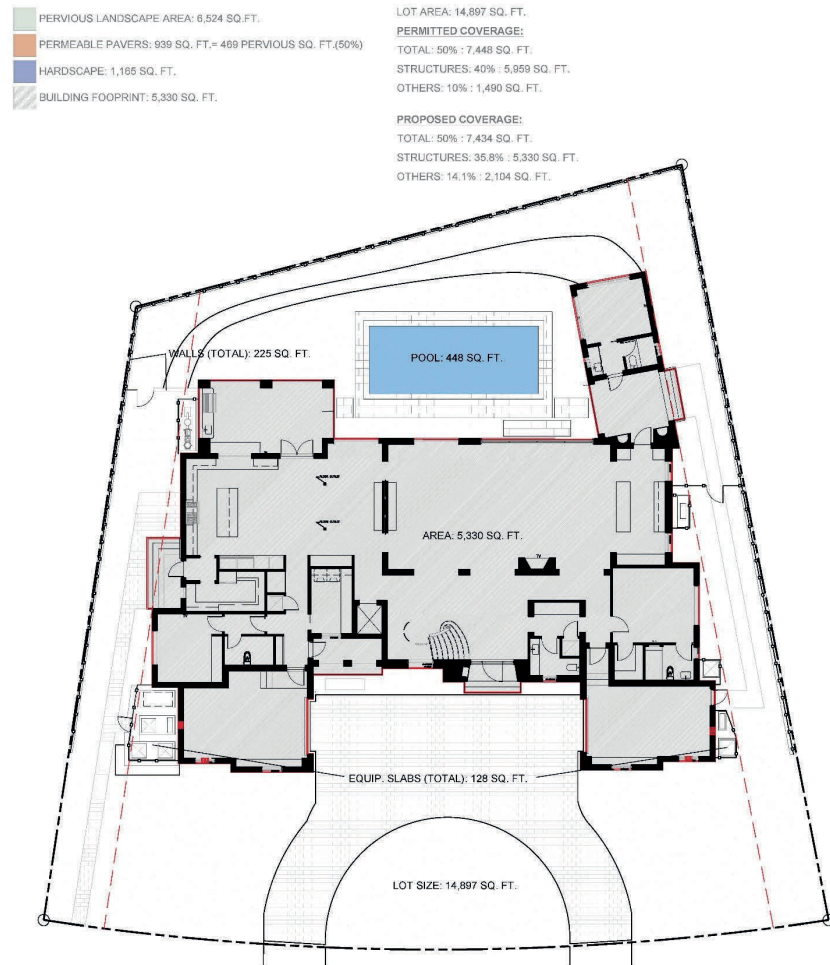 PERVIOUS LANDSCAPE AREA: 6,524 SQ.FT.
PERMEABLE PAVERS: 939 SQ. FT.= 469 PERVIOUS SQ. FT.(50%)
HARDSCAPE: 1,165 SQ. FT.
BUILDING FOOPRINT: 5,330 SQ. FT.
LOT AREA: 14,897 SQ. FT.
PERMITTED COVERAGE:
TOTAL: 50% : 7,448 SQ. FT.
STRUCTURES: 40% : 5,959 SQ. FT.
OTHERS: 10% : 1,490 SQ. FT.
PROPOSED COVERAGE:
TOTAL: 50% : 7,434 SQ. FT.
STRUCTURES: 35.8% : 5,330 SQ. FT.
OTHERS: 14.1% : 2,104 SQ. FT.
WALLS (TOTAL): 225 SQ. FT.
POOL: 448 SQ. FT.
AREA: 5,330 SQ. FT.
TV
EQUIP. SLABS (TOTAL): 128 SQ. FT.
LOT SIZE: 14,897 SQ. FT.